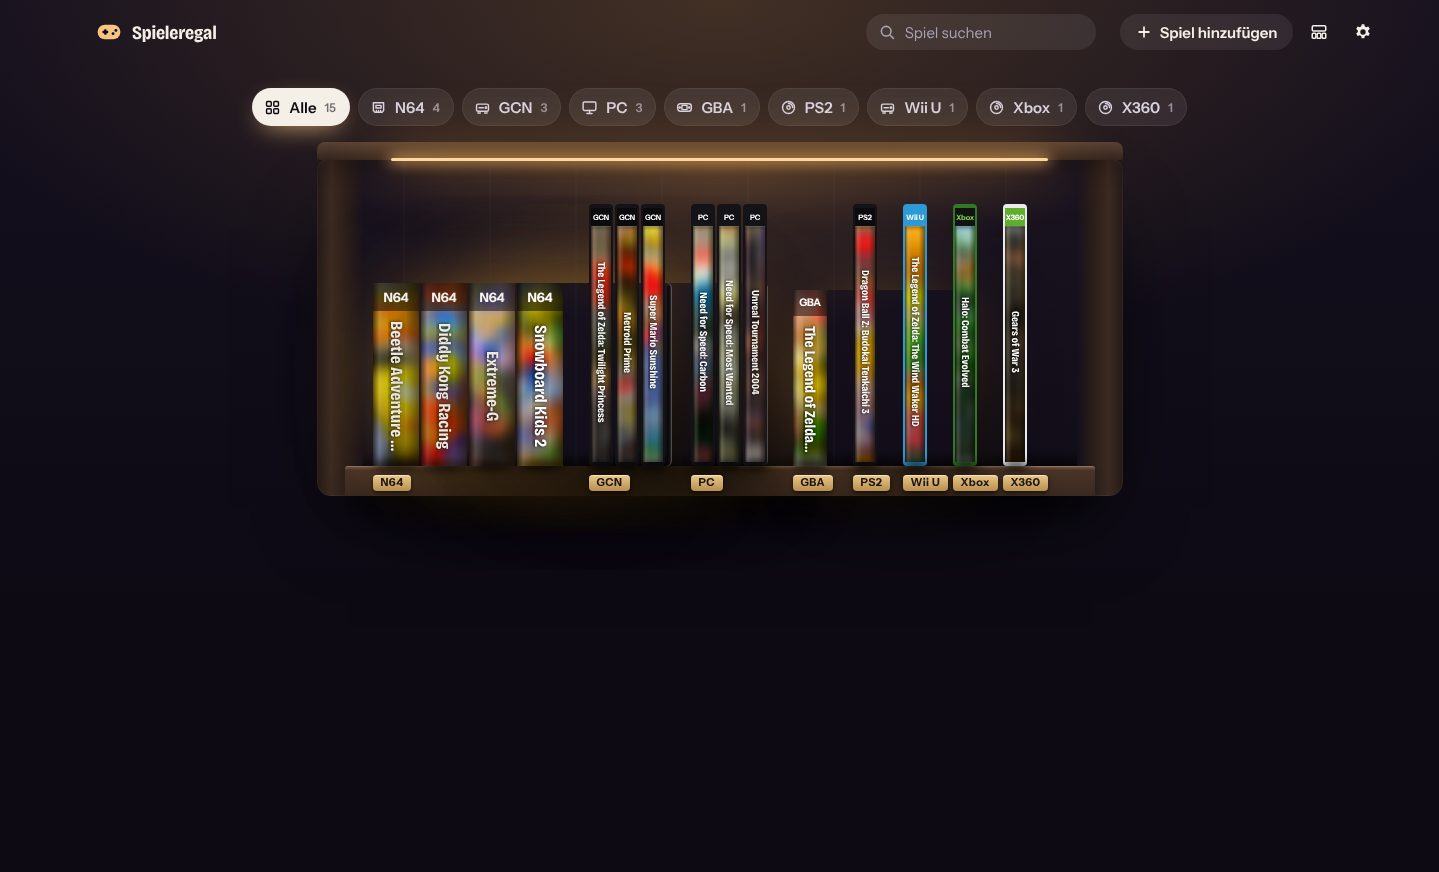 Spieleregal
Spiel suchen
Spiel hinzufügen
Alle 15
N64 4
GCN 3
PC 3
GBA 1
PS2 1
Wii U 1
Xbox 1
X360 1
N64
Beetle Adventure ...
N64
Diddy Kong Racing
N64
Extreme-G
N64
Snowboard Kids 2
GCN
The Legend of Zelda: Twilight Princess
GCN
Metroid Prime
GCN
Super Mario Sunshine
PC
Need for Speed: Carbon
PC
Need for Speed: Most Wanted
PC
Unreal Tournament 2004
GBA
The Legend of Zelda...
PS2
Dragon Ball Z: Budokai Tenkaichi 3
Wii U
The Legend of Zelda: The Wind Waker HD
Xbox
Halo: Combat Evolved
X360
Gears of War 3
N64
GCN
PC
GBA
PS2
Wii U
Xbox
X360